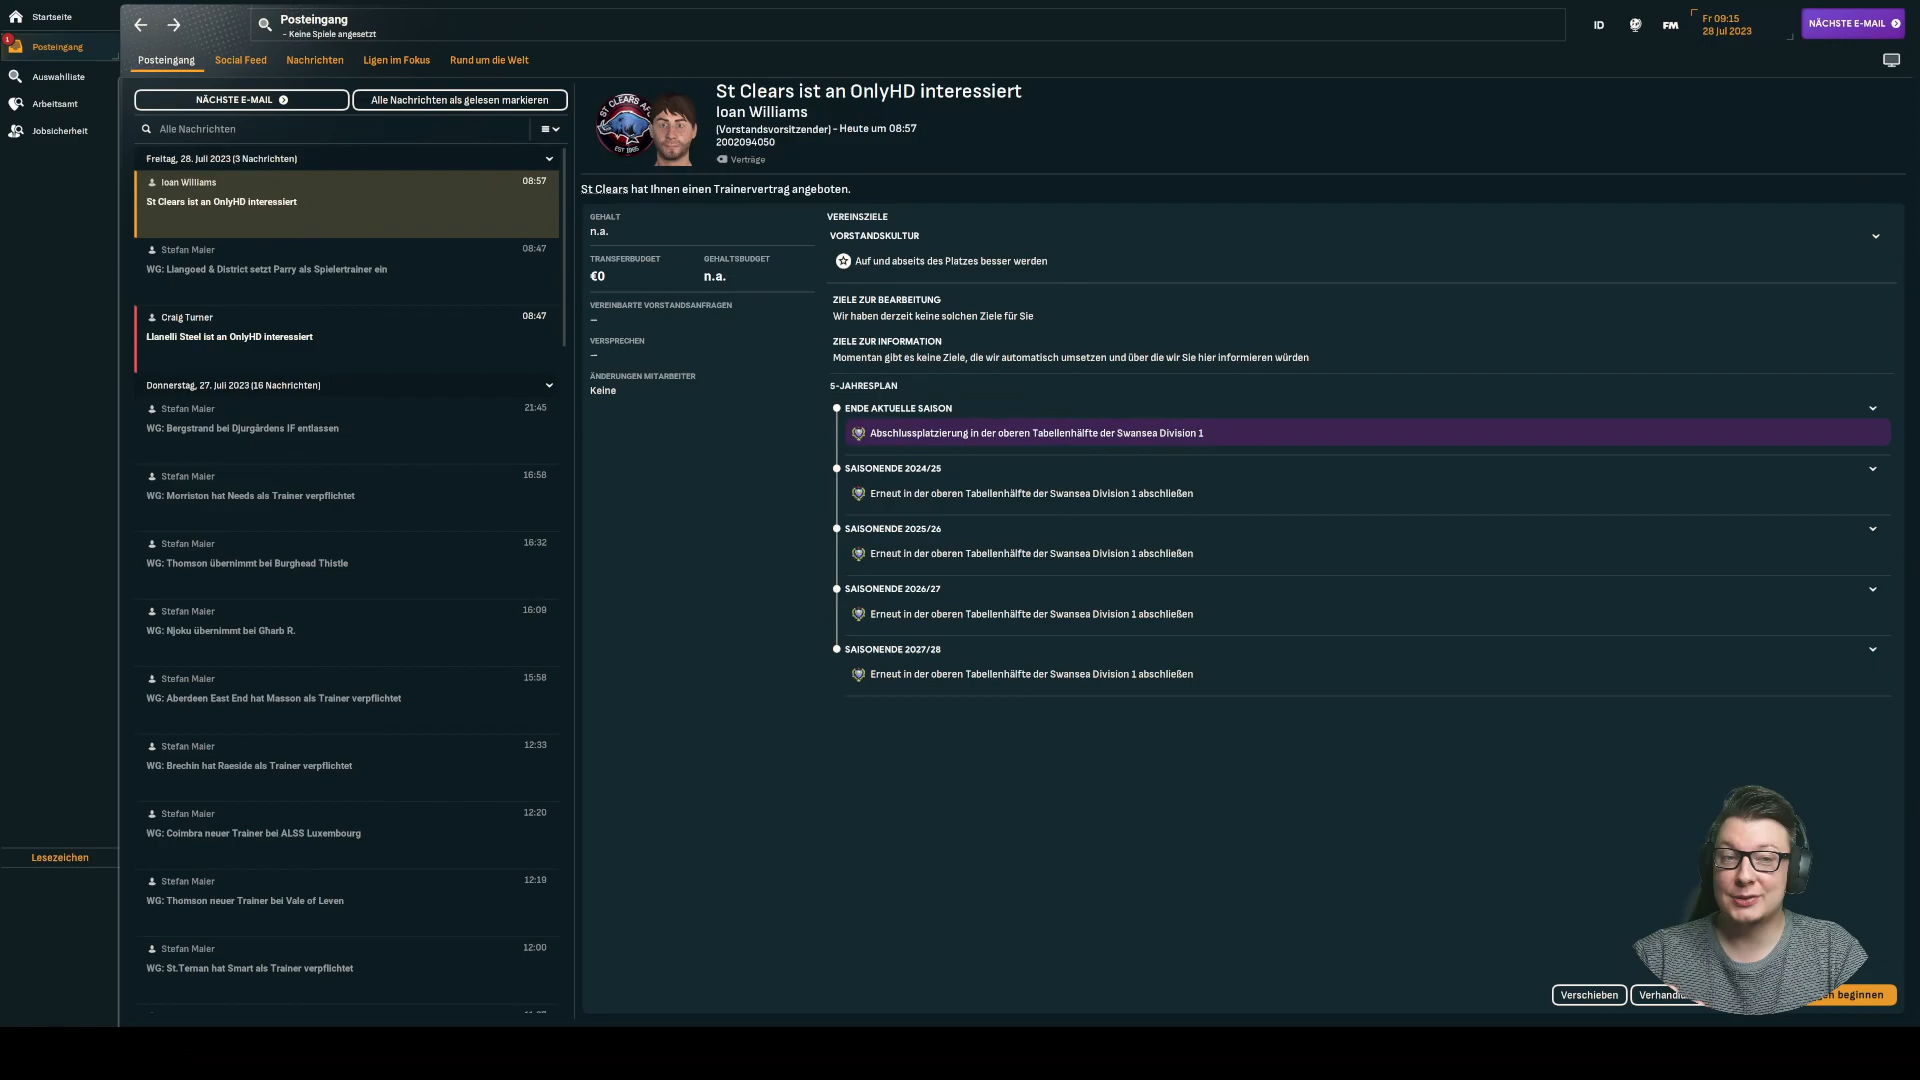 Startseite
1
Posteingang
Auswahlliste
Arbeitsamt
Jobsicherheit
Lesezeichen
Posteingang
- Keine Spiele angesetzt
ID
FM
Fr 09:15
28 Jul 2023
NÄCHSTE E-MAIL
Posteingang
Social Feed
Nachrichten
Ligen im Fokus
Rund um die Welt
NÄCHSTE E-MAIL
Alle Nachrichten als gelesen markieren
Alle Nachrichten
Freitag, 28. Juli 2023 (3 Nachrichten)
Ioan Williams 08:57
St Clears ist an OnlyHD interessiert
Stefan Maier 08:47
WG: Llangoed & District setzt Parry als Spielertrainer ein
Craig Turner 08:47
Llanelli Steel ist an OnlyHD interessiert
Donnerstag, 27. Juli 2023 (16 Nachrichten)
Stefan Maier 21:45
WG: Bergstrand bei Djurgårdens IF entlassen
Stefan Maier 16:58
WG: Morriston hat Needs als Trainer verpflichtet
Stefan Maier 16:32
WG: Thomson übernimmt bei Burghead Thistle
Stefan Maier 16:09
WG: Njoku übernimmt bei Għarb R.
Stefan Maier 15:58
WG: Aberdeen East End hat Masson als Trainer verpflichtet
Stefan Maier 12:33
WG: Brechin hat Raeside als Trainer verpflichtet
Stefan Maier 12:20
WG: Coimbra neuer Trainer bei ALSS Luxembourg
Stefan Maier 12:19
WG: Thomson neuer Trainer bei Vale of Leven
Stefan Maier 12:00
WG: St.Ternan hat Smart als Trainer verpflichtet
ST CLEARS AFC
St Clears ist an OnlyHD interessiert
Ioan Williams
(Vorstandsvorsitzender) - Heute um 08:57
2002094050
Verträge
St Clears hat Ihnen einen Trainervertrag angeboten.
GEHALT
n.a.
TRANSFERBUDGET GEHALTSBUDGET
€0 n.a.
VEREINBARTE VORSTANDSANFRAGEN
–
VERSPRECHEN
–
ÄNDERUNGEN MITARBEITER
Keine
VEREINSZIELE
VORSTANDSKULTUR
Auf und abseits des Platzes besser werden
ZIELE ZUR BEARBEITUNG
Wir haben derzeit keine solchen Ziele für Sie
ZIELE ZUR INFORMATION
Momentan gibt es keine Ziele, die wir automatisch umsetzen und über die wir Sie hier informieren würden
5-JAHRESPLAN
ENDE AKTUELLE SAISON
Abschlussplatzierung in der oberen Tabellenhälfte der Swansea Division 1
SAISONENDE 2024/25
Erneut in der oberen Tabellenhälfte der Swansea Division 1 abschließen
SAISONENDE 2025/26
Erneut in der oberen Tabellenhälfte der Swansea Division 1 abschließen
SAISONENDE 2026/27
Erneut in der oberen Tabellenhälfte der Swansea Division 1 abschließen
SAISONENDE 2027/28
Erneut in der oberen Tabellenhälfte der Swansea Division 1 abschließen
Verschieben
beginnen